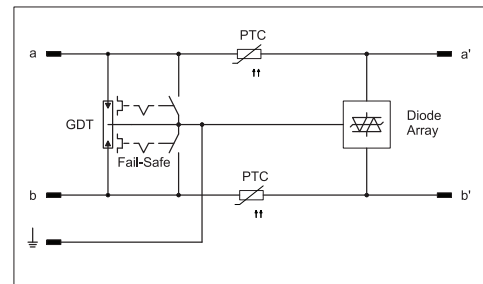 PTC
a
a'
GDT
Diode
Array
Fail-Safe
PTC
b
b'